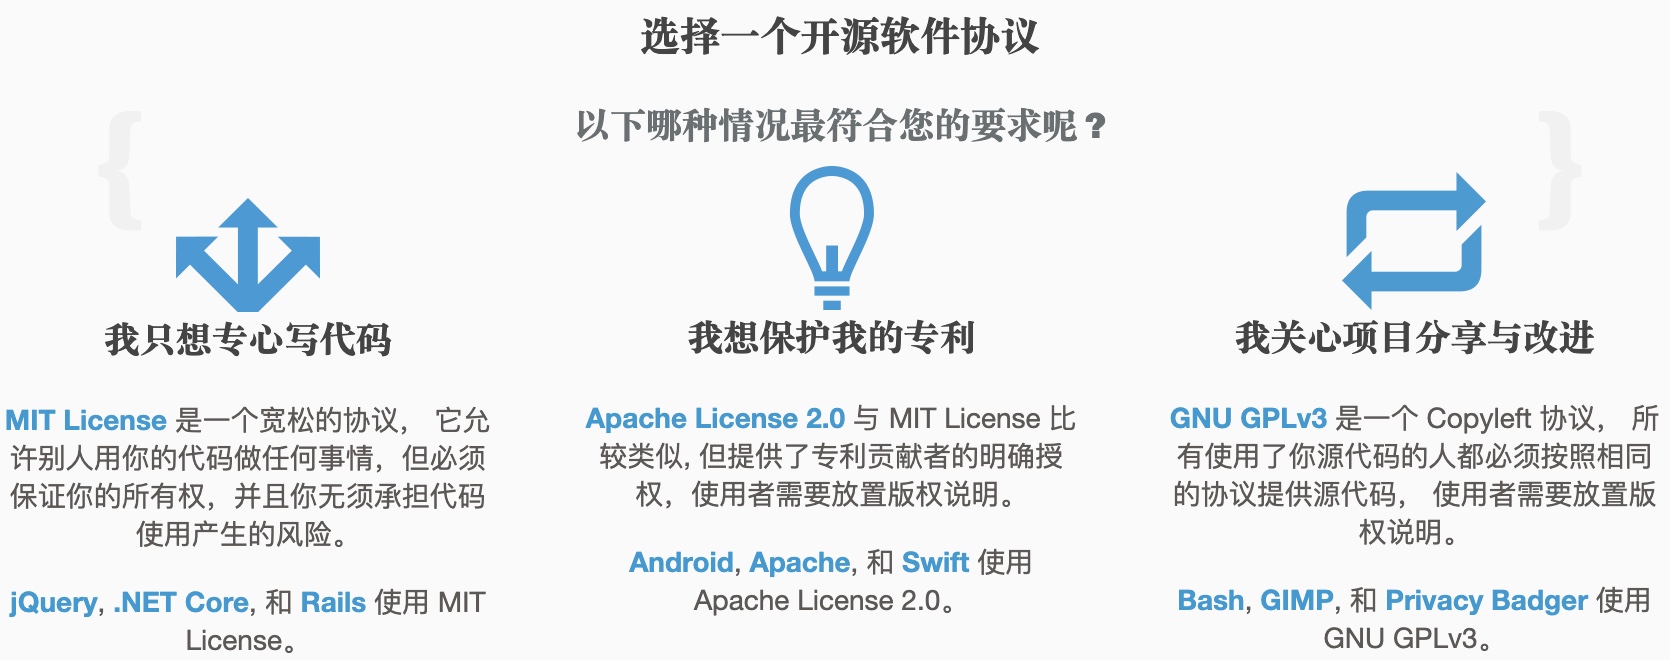 选择一个开源软件协议
以下哪种情况最符合您的要求呢？
{
}
我只想专心写代码
MIT License 是一个宽松的协议， 它允
许别人用你的代码做任何事情，但必须
保证你的所有权，并且你无须承担代码
使用产生的风险。
jQuery, .NET Core, 和 Rails 使用 MIT
License。
我想保护我的专利
Apache License 2.0 与 MIT License 比
较类似, 但提供了专利贡献者的明确授
权，使用者需要放置版权说明。
Android, Apache, 和 Swift 使用
Apache License 2.0。
我关心项目分享与改进
GNU GPLv3 是一个 Copyleft 协议， 所
有使用了你源代码的人都必须按照相同
的协议提供源代码， 使用者需要放置版
权说明。
Bash, GIMP, 和 Privacy Badger 使用
GNU GPLv3。